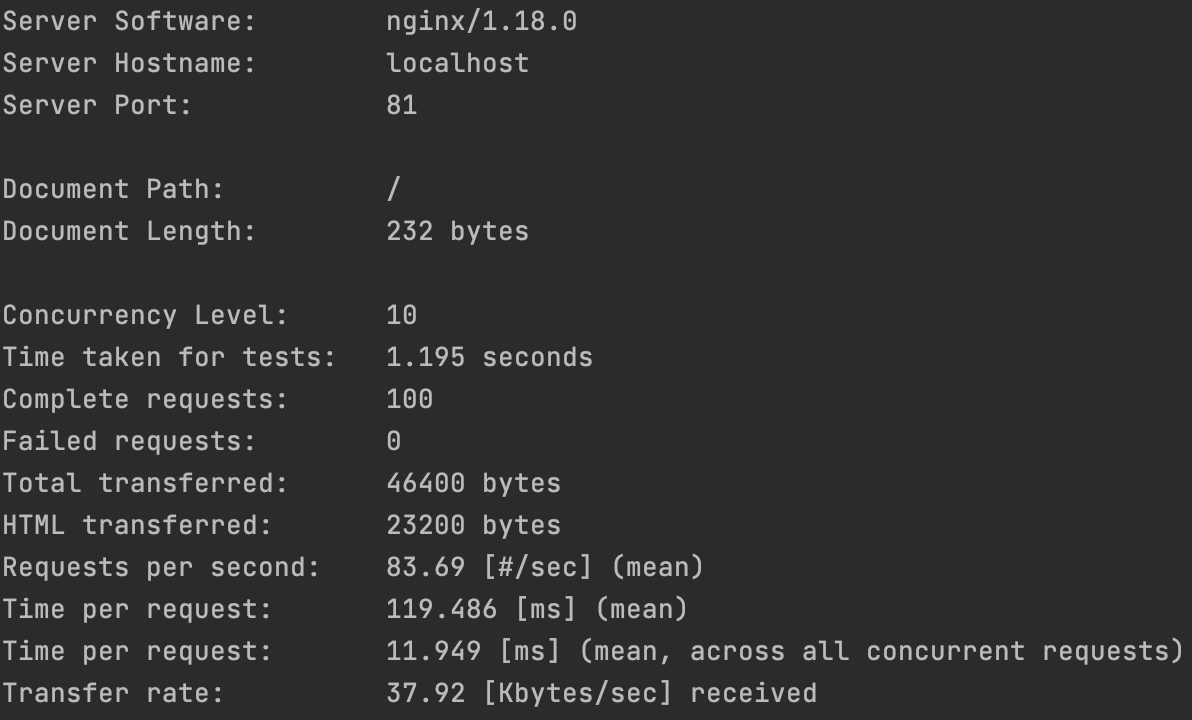 Server Software: nginx/1.18.0
Server Hostname: localhost
Server Port: 81
Document Path: /
Document Length: 232 bytes
Concurrency Level: 10
Time taken for tests: 1.195 seconds
Complete requests: 100
Failed requests: 0
Total transferred: 46400 bytes
HTML transferred: 23200 bytes
Requests per second: 83.69 [#/sec] (mean)
Time per request: 119.486 [ms] (mean)
Time per request: 11.949 [ms] (mean, across all concurrent requests)
Transfer rate: 37.92 [Kbytes/sec] received